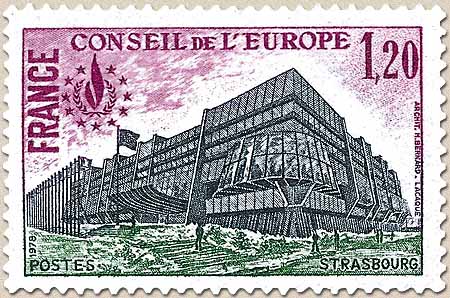 CONSEIL DE L'EUROPE
1,20
FRANCE
ARCHIT. H. BERNARD - J. LACAQUE
1978
POSTES
STRASBOURG